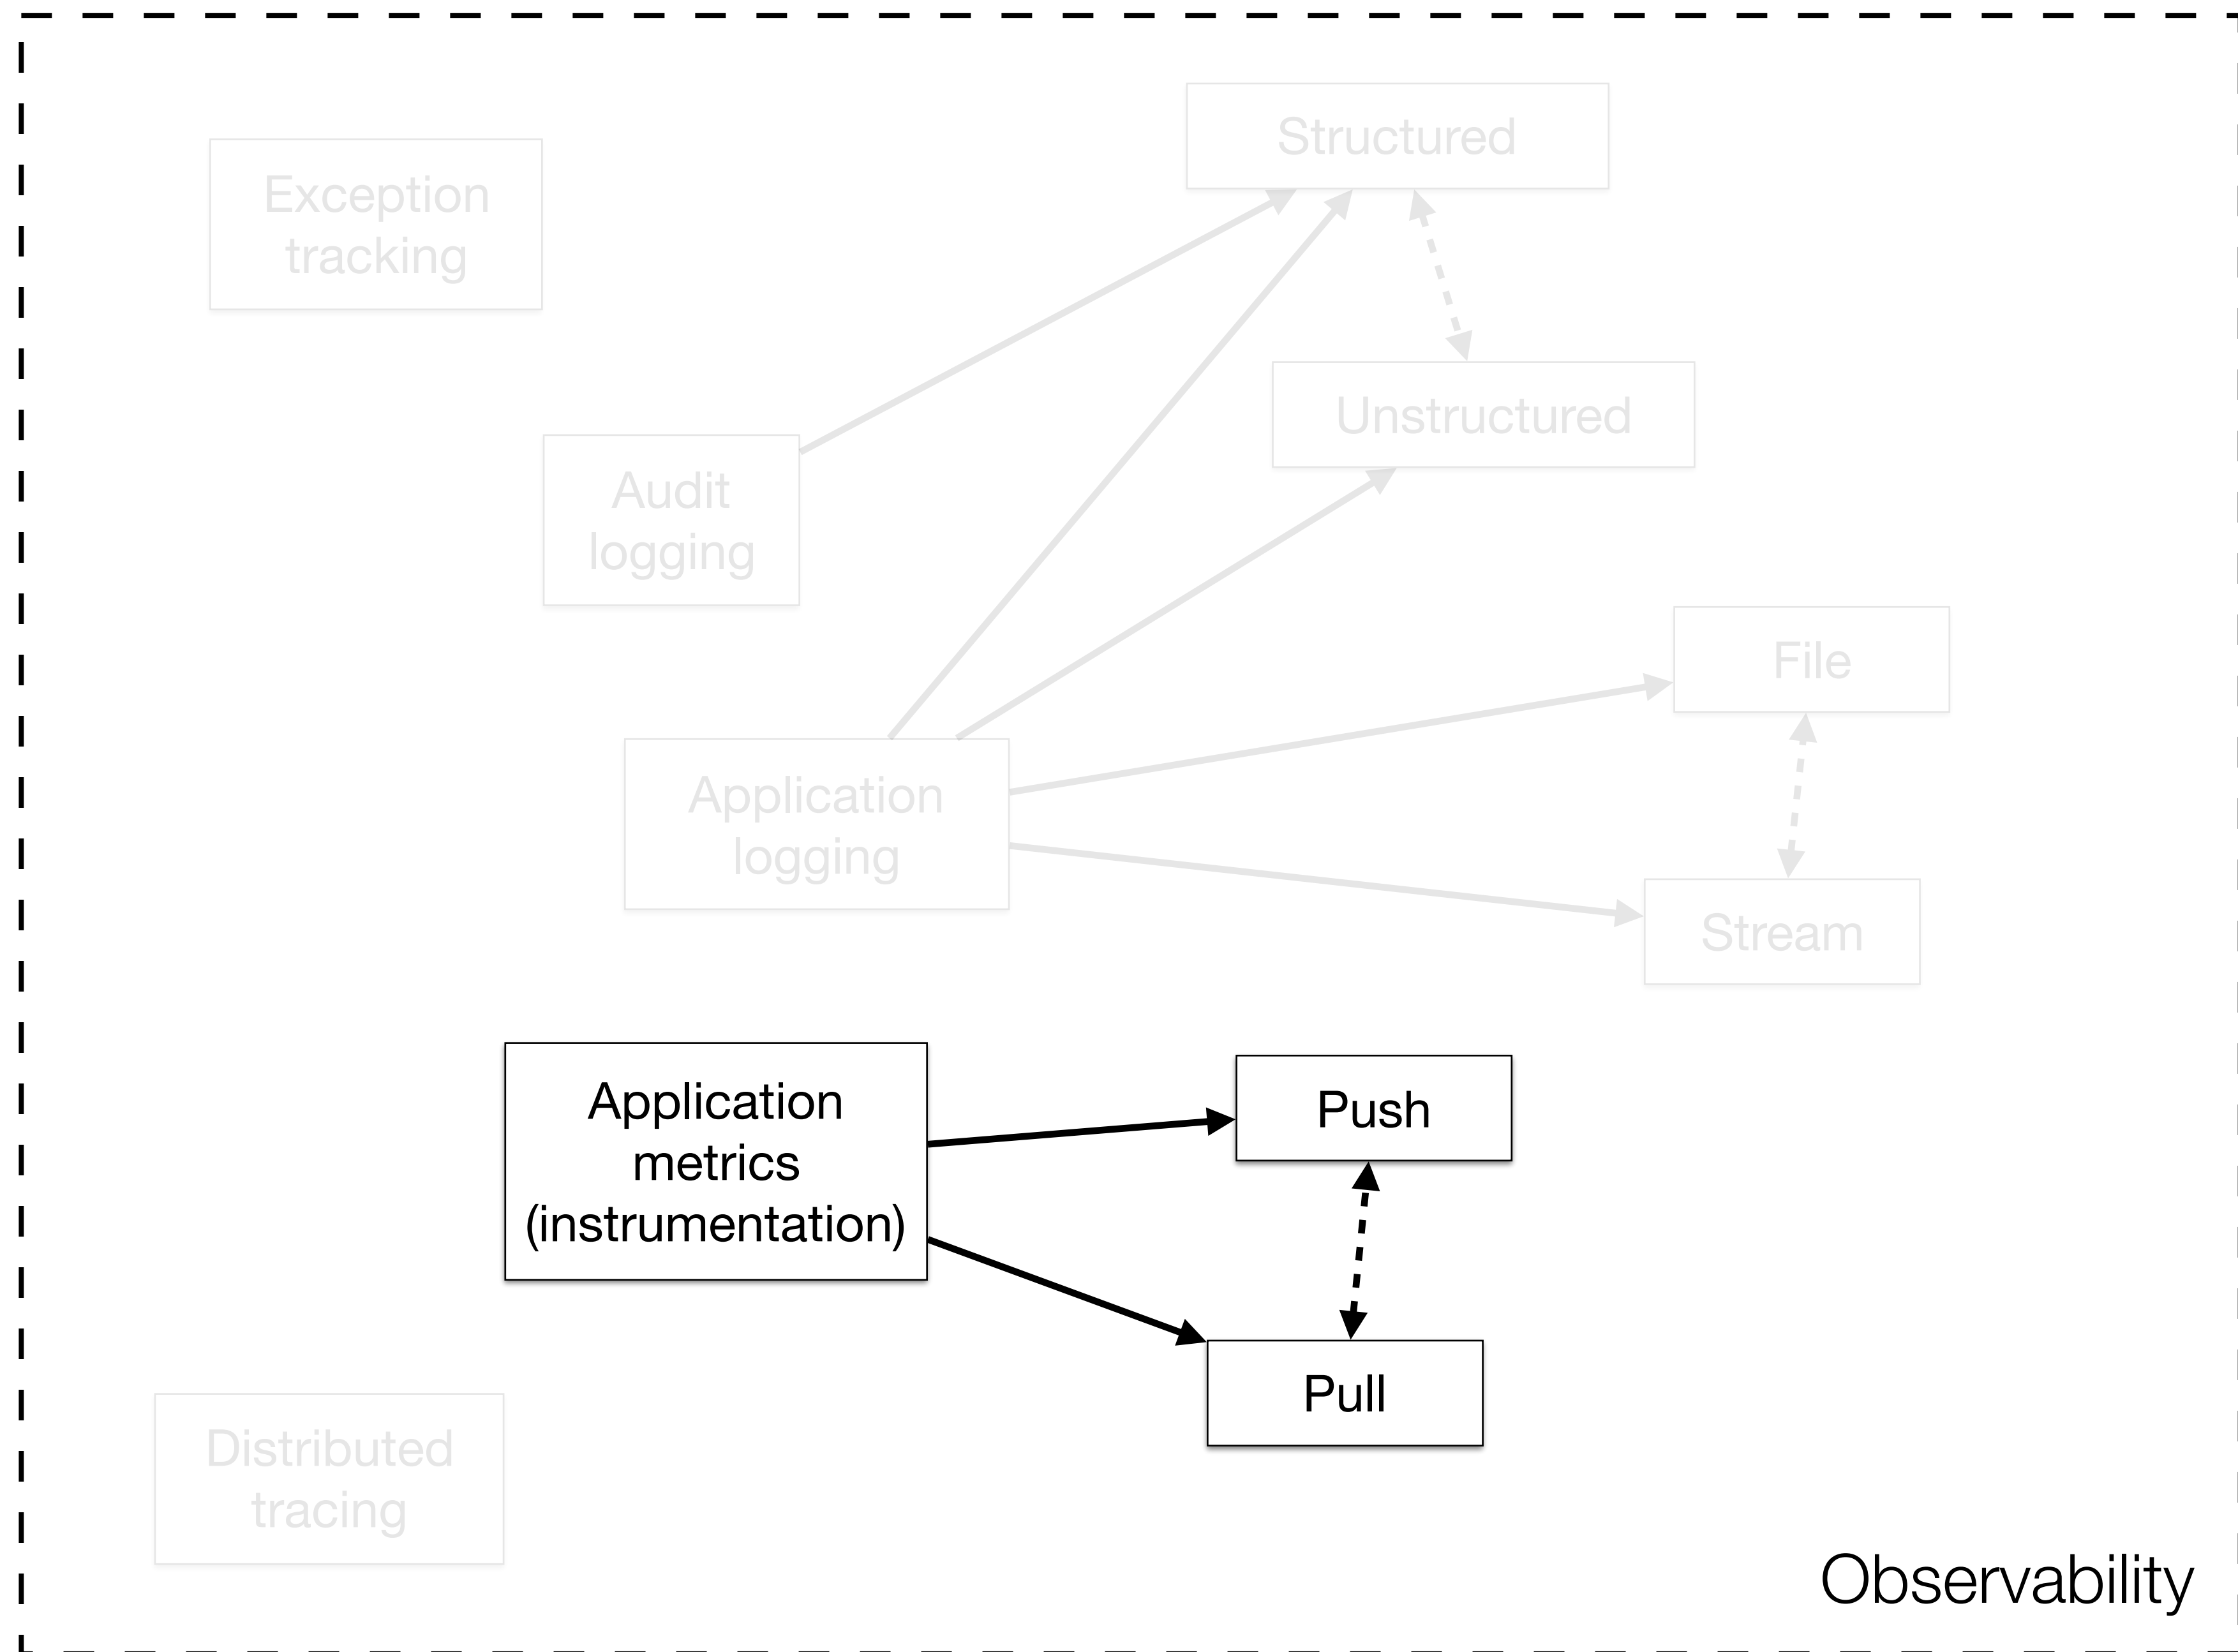 Structured
Exception
tracking
Unstructured
Audit
logging
File
Application
logging
Stream
Application
metrics
(instrumentation)
Push
Pull
Distributed
tracing
Observability